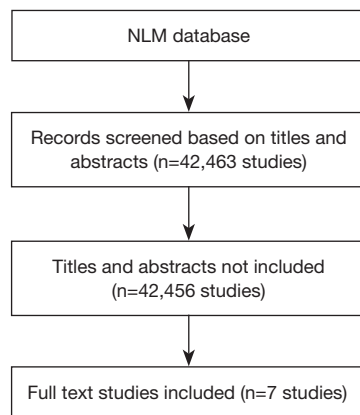 NLM database
Records screened based on titles and
abstracts (n=42,463 studies)
Titles and abstracts not included
(n=42,456 studies)
Full text studies included (n=7 studies)